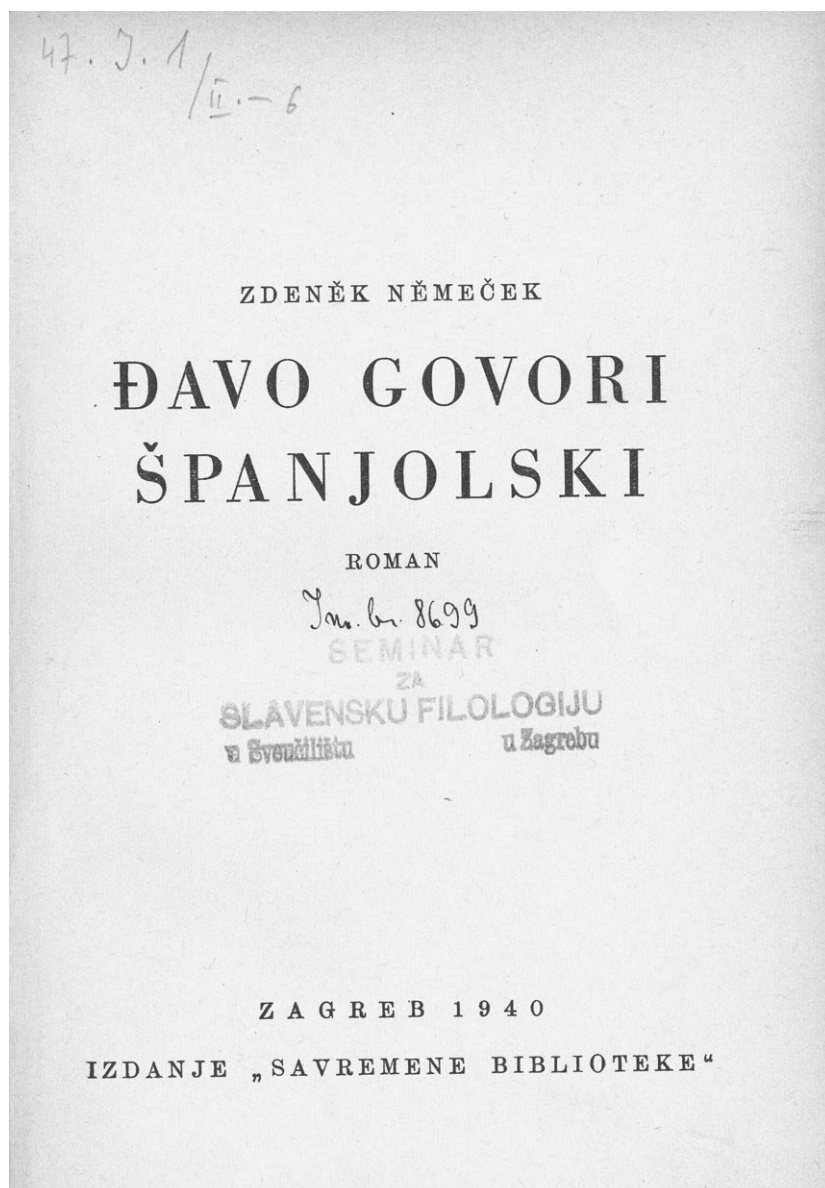 47. J. 1/
II. - 6
ZDENĚK NĚMEČEK
ĐAVO GOVORI
ŠPANJOLSKI
ROMAN
Inv. br. 8699
SEMINAR
ZA
SLAVENSKU FILOLOGIJU
u Sveučilištu u Zagrebu
ZAGREB 1940
IZDANJE „SAVREMENE BIBLIOTEKE“